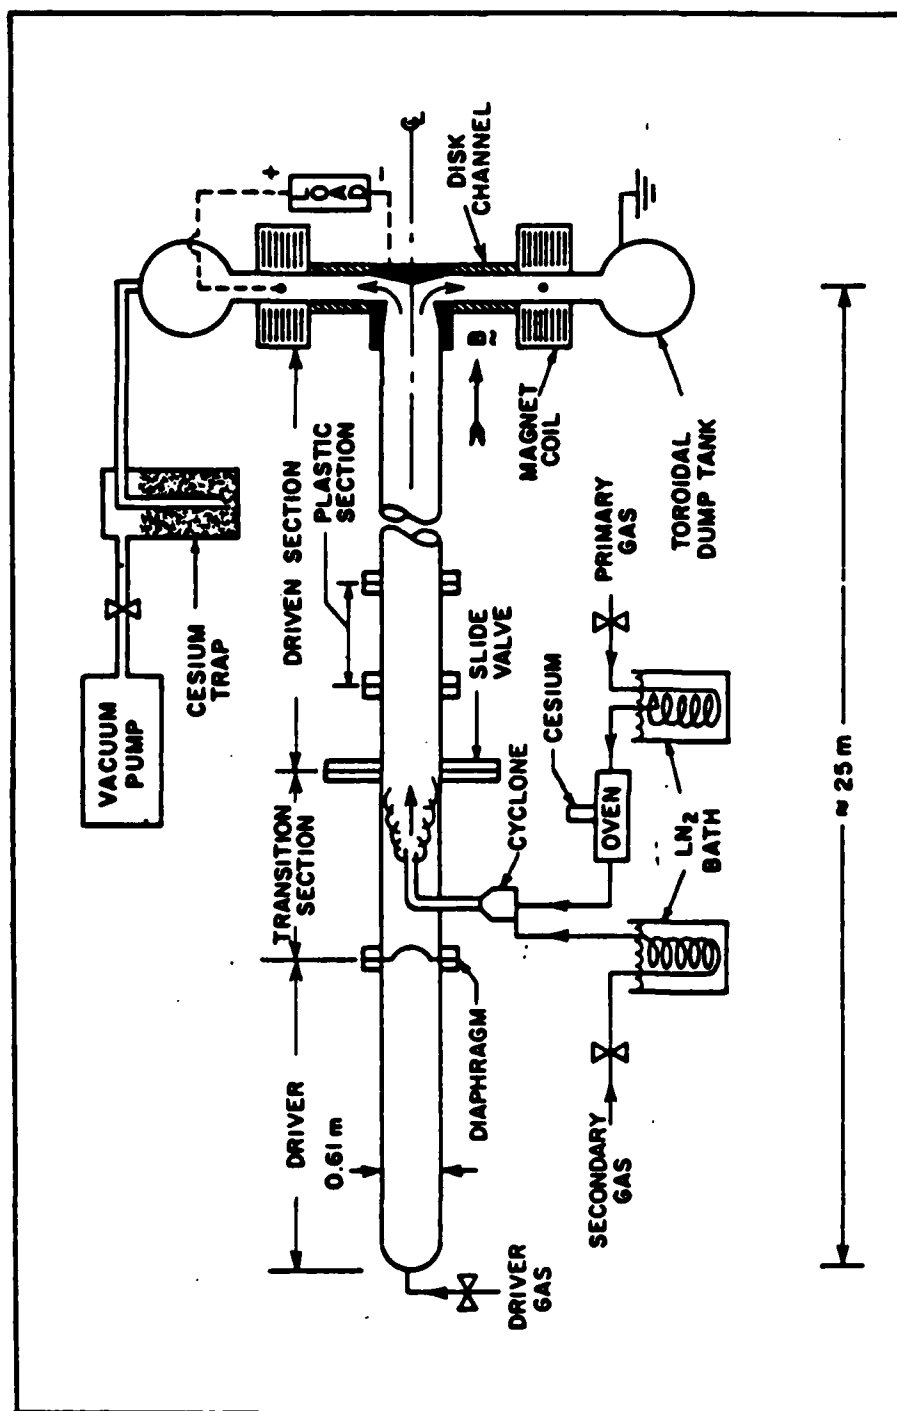 VACUUM
PUMP
CESIUM
TRAP
+
LOAD
-
℄
DISK
CHANNEL
DRIVER
TRANSITION
SECTION
DRIVEN SECTION
PLASTIC
SECTION
0.61 m
B
~
DRIVER
GAS
DIAPHRAGM
CYCLONE
SLIDE
VALVE
MAGNET
COIL
CESIUM
OVEN
PRIMARY
GAS
TOROIDAL
DUMP TANK
SECONDARY
GAS
LN2
BATH
≈ 25 m